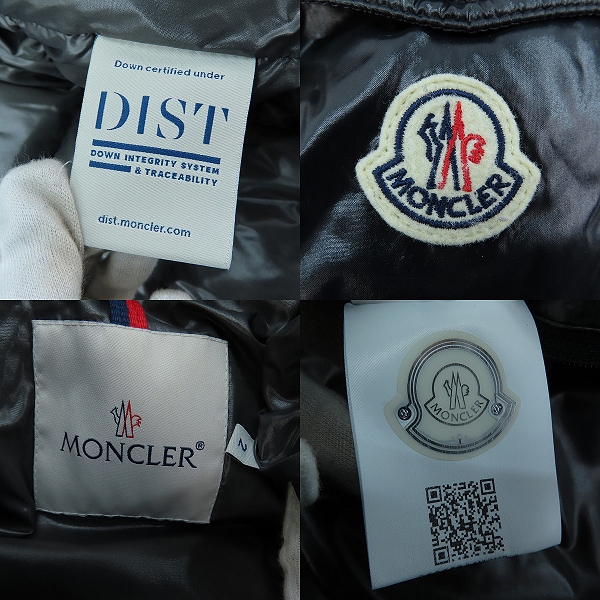 Down certified under
DIST
DOWN INTEGRITY SYSTEM
& TRACEABILITY
dist.moncler.com
MONCLER
MONCLER®
2
MONCLER